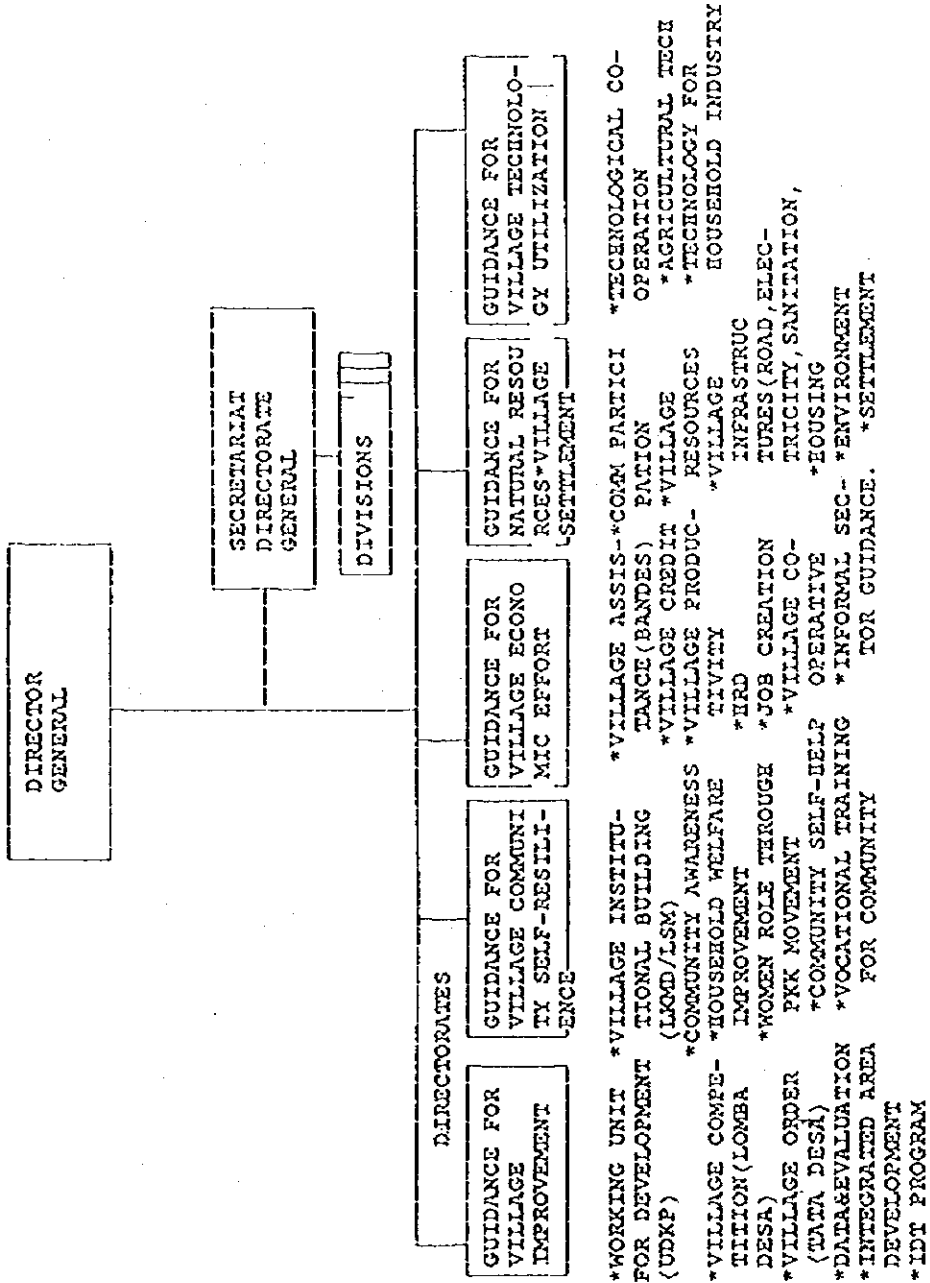 DIRECTOR
GENERAL
SECRETARIAT
DIRECTORATE
GENERAL
DIVISIONS
DIRECTORATES
GUIDANCE FOR
VILLAGE
IMPROVEMENT
GUIDANCE FOR
VILLAGE COMMUNI
TY SELF-RESILI-
ENCE
GUIDANCE FOR
VILLAGE ECONO
MIC EFFORT
GUIDANCE FOR
NATURAL RESOU
RCES*VILLAGE
SETTLEMENT
GUIDANCE FOR
VILLAGE TECHNOLO-
GY UTILIZATION
*WORKING UNIT
FOR DEVELOPMENT
(UDKP)
*VILLAGE COMPE-
TITION(LOMBA
DESA)
*VILLAGE ORDER
(TATA DESA)
*DATA&EVALUATION
*INTEGRATED AREA
DEVELOPMENT
*IDT PROGRAM
*VILLAGE INSTITU-
TIONAL BUILDING
(LKMD/LSM)
*COMMUNITY AWARENESS
*HOUSEHOLD WELFARE
IMPROVEMENT
*WOMEN ROLE THROUGH
PKK MOVEMENT
*COMMUNITY SELF-HELP
*VOCATIONAL TRAINING
FOR COMMUNITY
*VILLAGE ASSIS-
TANCE(BANDES)
*VILLAGE CREDIT
*VILLAGE PRODUC-
TIVITY
*HRD
*JOB CREATION
*VILLAGE CO-
OPERATIVE
*INFORMAL SEC-
TOR GUIDANCE.
*COMM PARTICI
PATION
*VILLAGE
RESOURCES
*VILLAGE
INFRASTRUC
TURES(ROAD,ELEC-
TRICITY,SANITATION,
*HOUSING
*ENVIRONMENT
*SETTLEMENT
*TECHNOLOGICAL CO-
OPERATION
*AGRICULTURAL TECH
*TECHNOLOGY FOR
HOUSEHOLD INDUSTRY